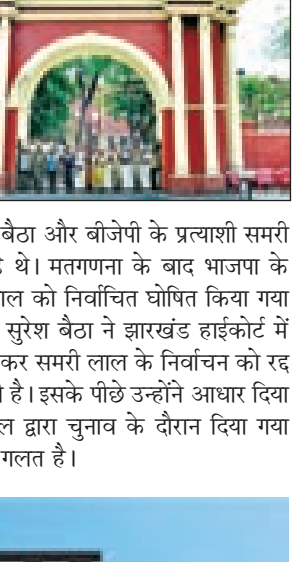 बैठा और बीजेपी के प्रत्याशी समरी
थे। मतगणना के बाद भाजपा के
को निर्वाचित घोषित किया गया
सुरेश बैठा ने झारखंड हाईकोर्ट में
कर समरी लाल के निर्वाचन को रद्द
है। इसके पीछे उन्होंने आधार दिया
द्वारा चुनाव के दौरान दिया गया
गलत है।